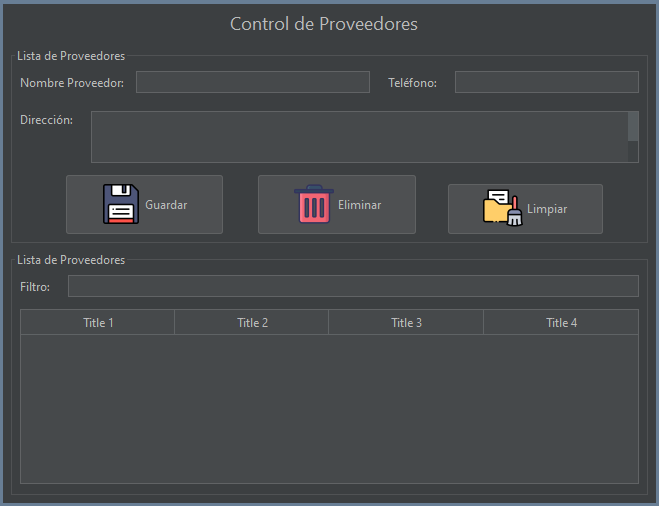 Control de Proveedores
Lista de Proveedores
Nombre Proveedor: Teléfono:
Dirección:
Guardar Eliminar Limpiar
Lista de Proveedores
Filtro:
Title 1 Title 2 Title 3 Title 4